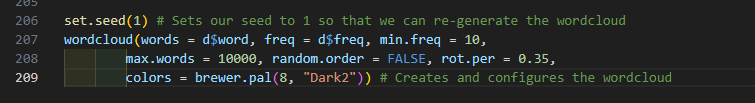 206 set.seed(1) # Sets our seed to 1 so that we can re-generate the wordcloud
207 wordcloud(words = d$word, freq = d$freq, min.freq = 10,
208         max.words = 10000, random.order = FALSE, rot.per = 0.35,
209         colors = brewer.pal(8, "Dark2")) # Creates and configures the wordcloud